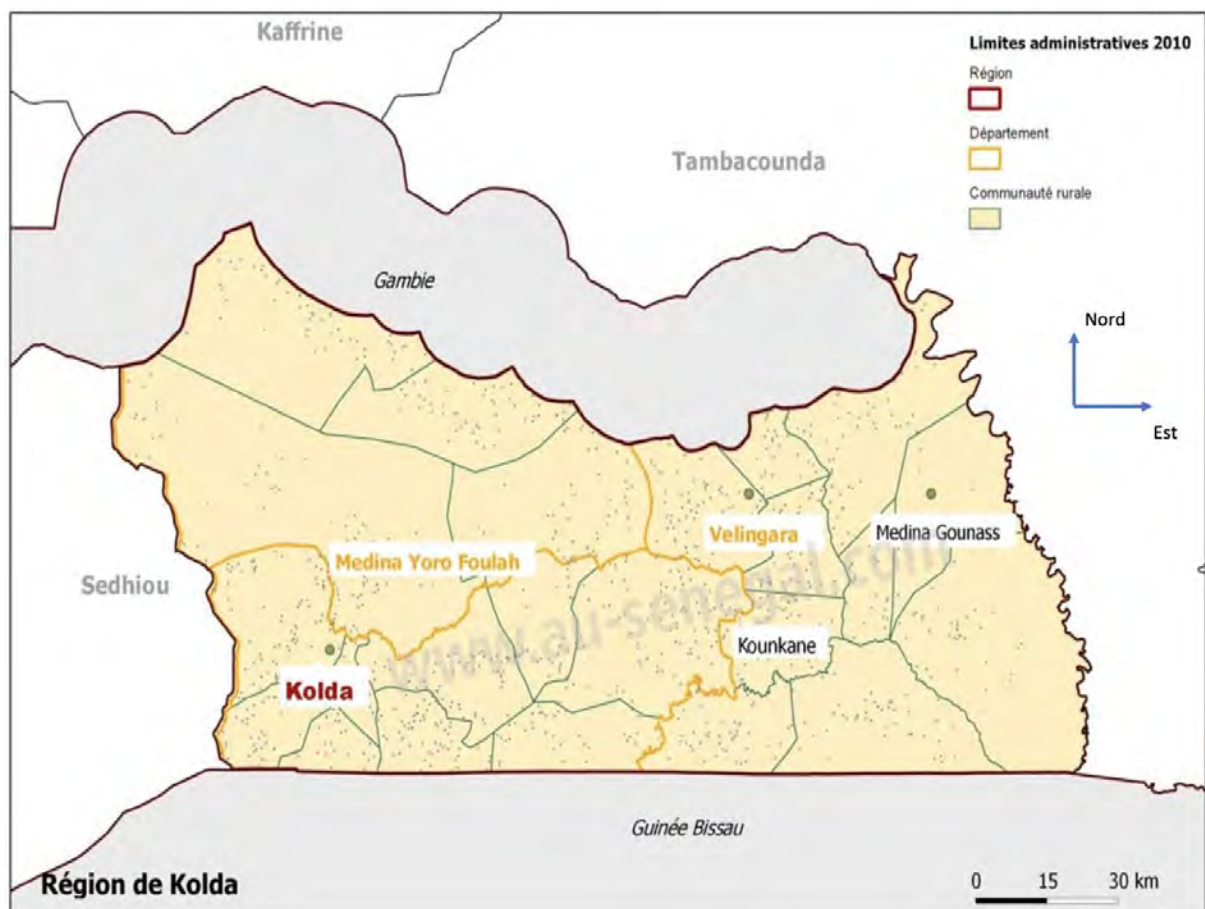 Kaffrine
Limites administratives 2010
Région
Département
Communauté rurale
Tambacounda
Gambie
Nord
Est
Velingara
Medina Gounass
Medina Yoro Foulah
Sedhiou
www.au-senegal.com
Kounkane
Kolda
Guinée Bissau
Région de Kolda
0 15 30 km